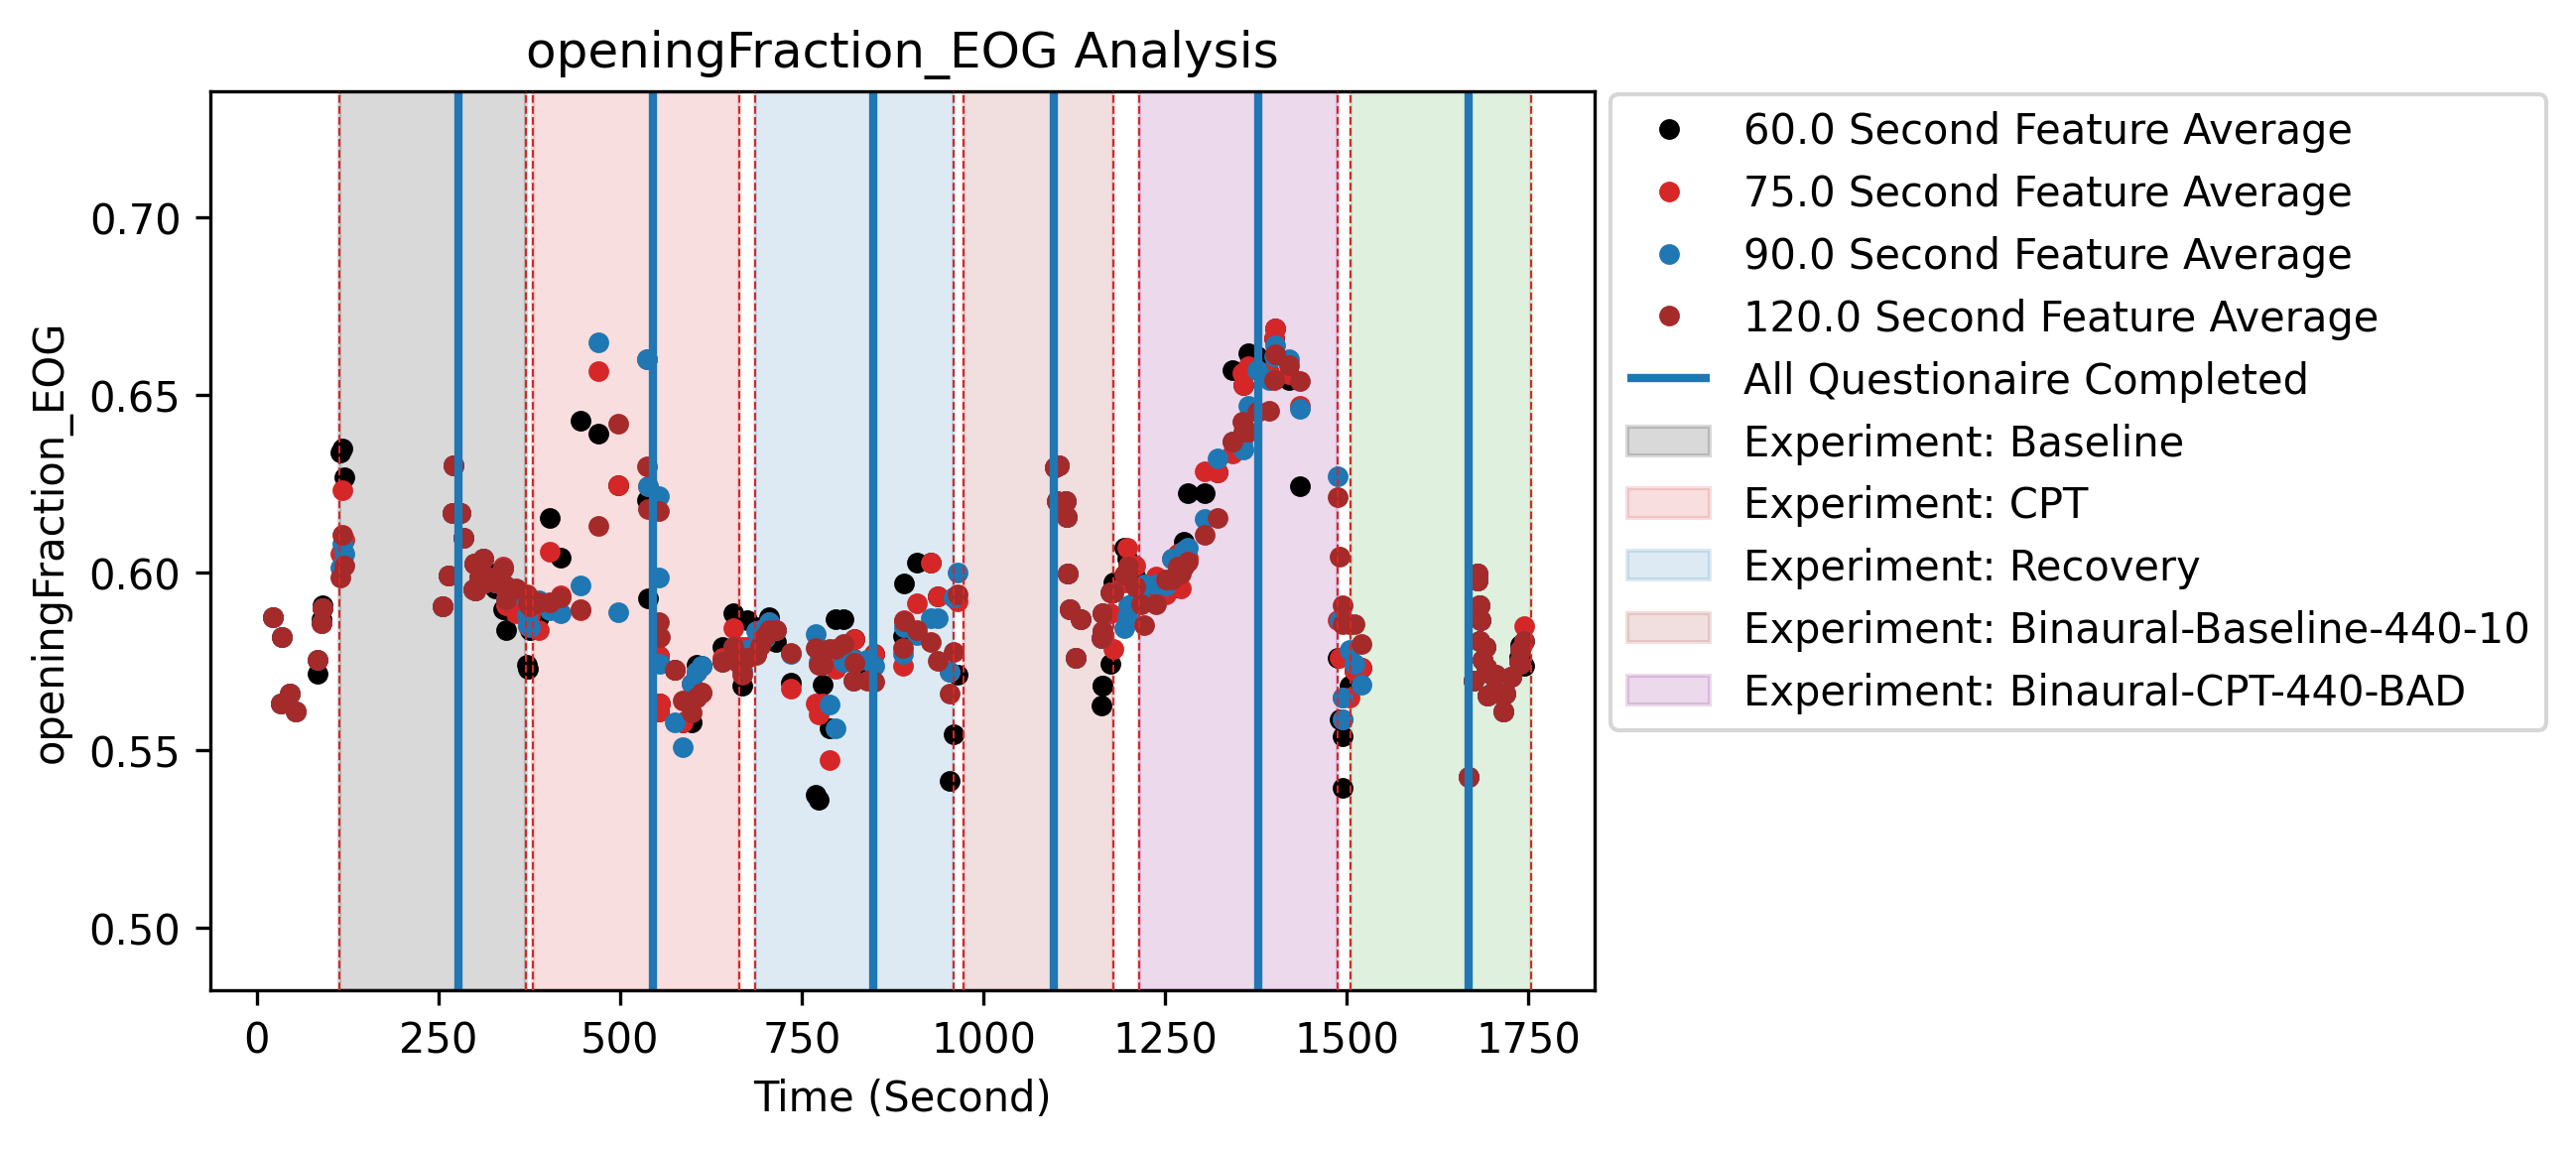 openingFraction_EOG Analysis
openingFraction_EOG
0.70
0.65
0.60
0.55
0.50
0
250
500
750
1000
1250
1500
1750
Time (Second)
60.0 Second Feature Average
75.0 Second Feature Average
90.0 Second Feature Average
120.0 Second Feature Average
All Questionaire Completed
Experiment: Baseline
Experiment: CPT
Experiment: Recovery
Experiment: Binaural-Baseline-440-10
Experiment: Binaural-CPT-440-BAD